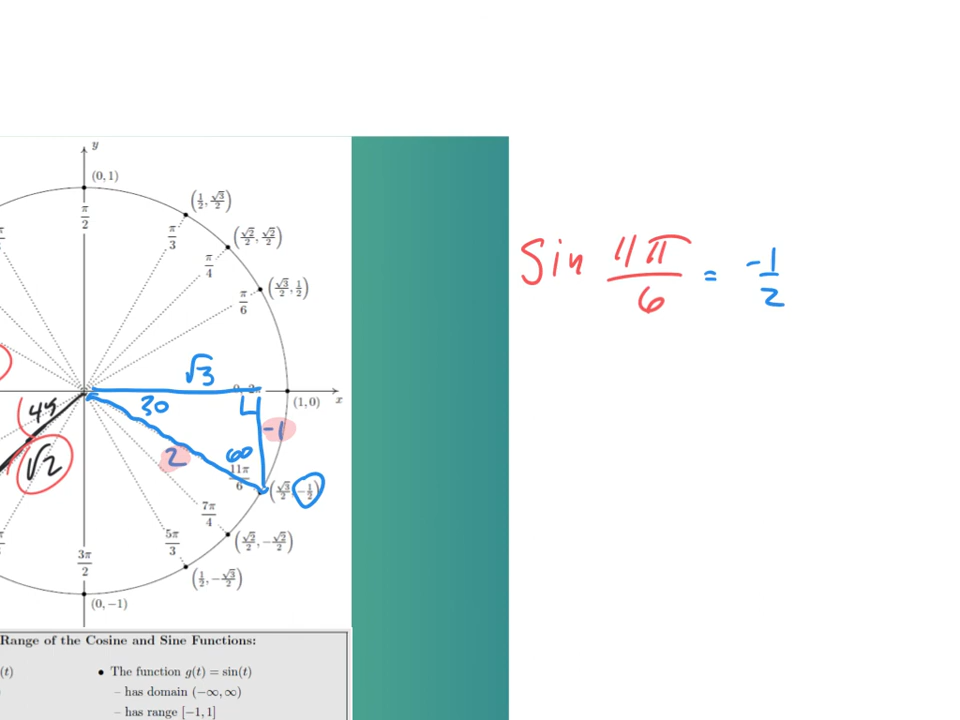 y
(0, 1)
π/2
(1/2, √3/2)
π/3
(√2/2, √2/2)
π/4
(√3/2, 1/2)
π/6
sin 11π/6 = -1/2
√3
(1, 0)
x
30
45
-1
2
60
√2
11π/6
(√3/2, -1/2)
7π/4
(√2/2, -√2/2)
5π/3
3π/2
(1/2, -√3/2)
(0, -1)
Range of the Cosine and Sine Functions:
(t)
• The function g(t) = sin(t)
– has domain (-∞, ∞)
– has range [-1, 1]